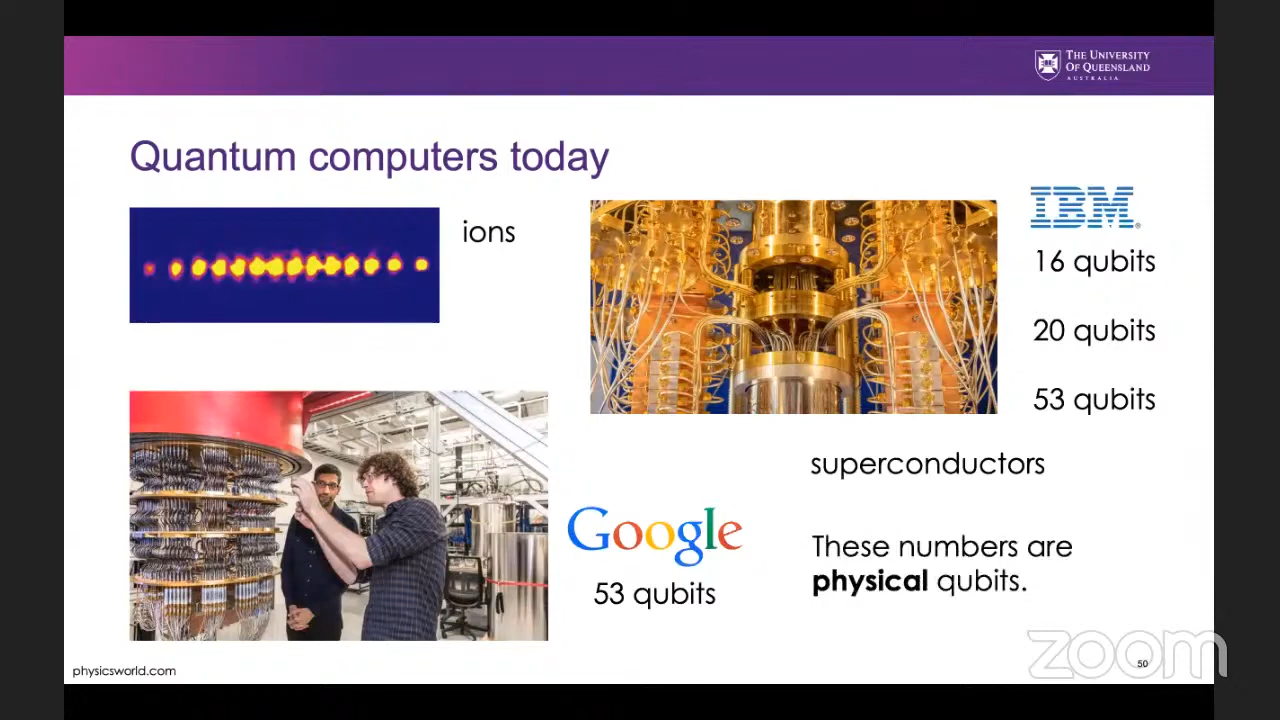 THE UNIVERSITY
OF QUEENSLAND
AUSTRALIA
Quantum computers today
ions
IBM®
16 qubits
20 qubits
53 qubits
superconductors
Google
53 qubits
These numbers are
physical qubits.
physicsworld.com
50
zoom